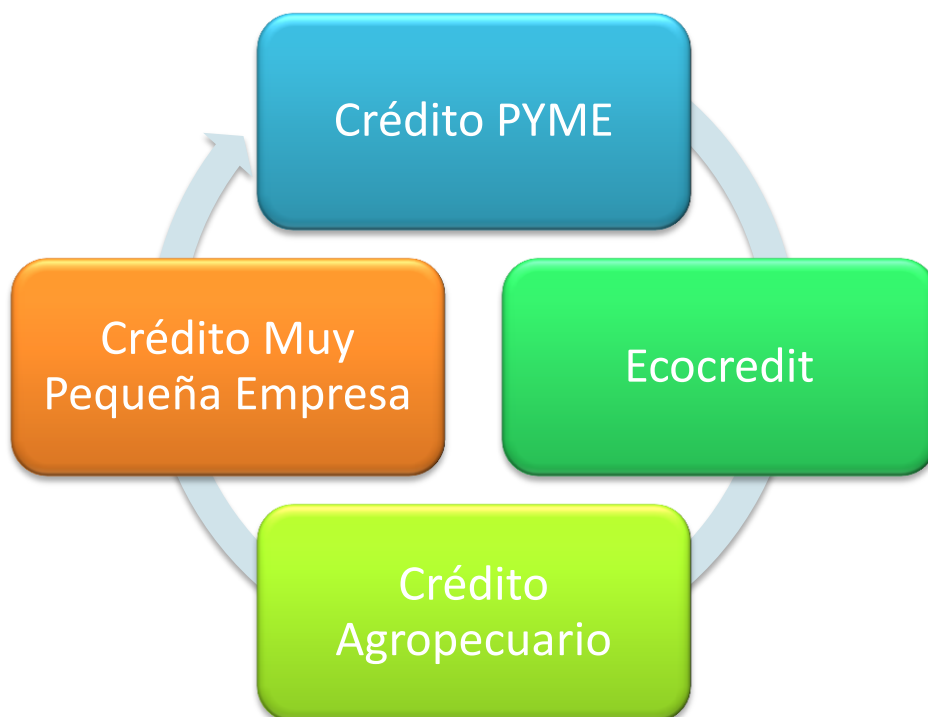 Crédito PYME
Crédito Muy
Pequeña Empresa
Ecocredit
Crédito
Agropecuario